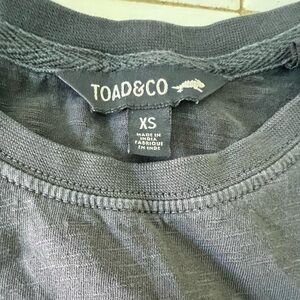 TOAD&CO
XS
MADE IN
INDIA
FABRIQUÉ
EN INDE